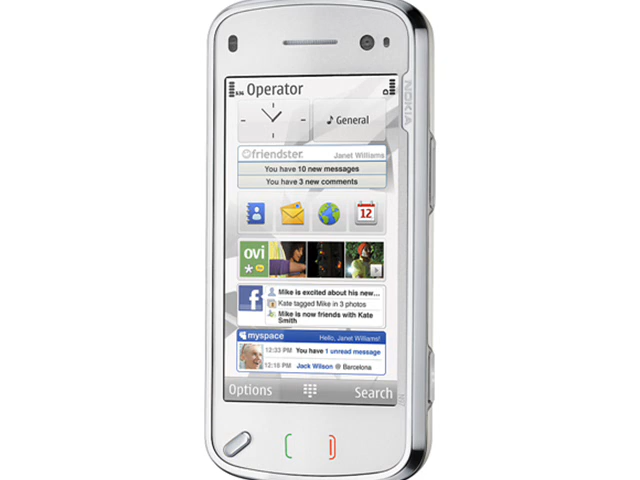 NOKIA
Operator
General
friendster. Janet Williams
You have 10 new messages
You have 3 new comments
12
ovi
f
Mike is excited about his new...
Kate tagged Mike in 3 photos
Mike is now friends with Kate
Smith
myspace Hello, Janet Williams!
12:33 PM You have 1 unread message
12:18 PM Jack Wilson @ Barcelona
Options Search